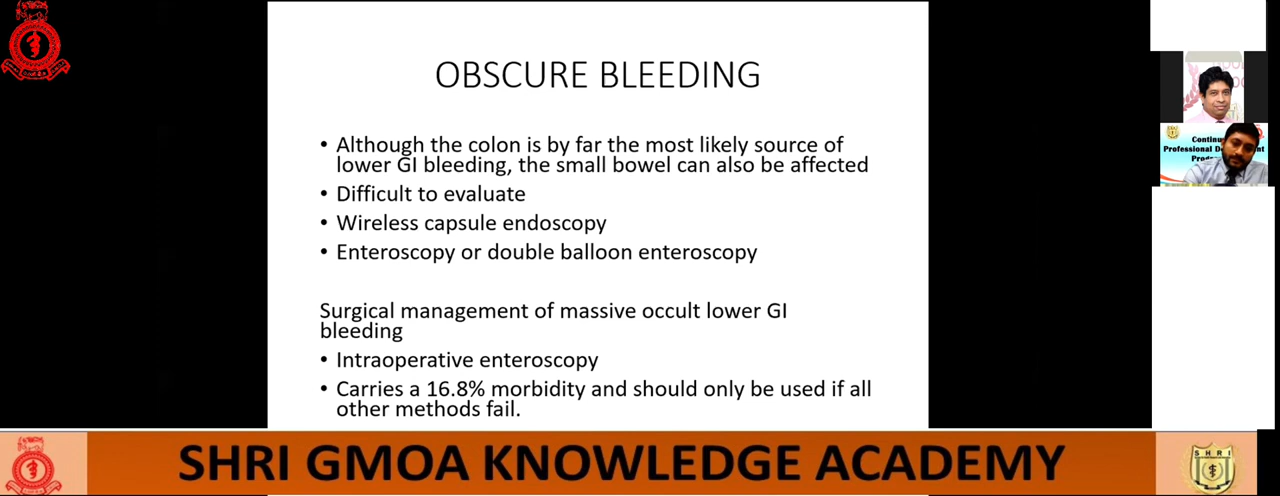 OBSCURE BLEEDING
• Although the colon is by far the most likely source of
lower GI bleeding, the small bowel can also be affected
• Difficult to evaluate
• Wireless capsule endoscopy
• Enteroscopy or double balloon enteroscopy
Surgical management of massive occult lower GI
bleeding
• Intraoperative enteroscopy
• Carries a 16.8% morbidity and should only be used if all
other methods fail.
SHRI GMOA KNOWLEDGE ACADEMY
SHRI